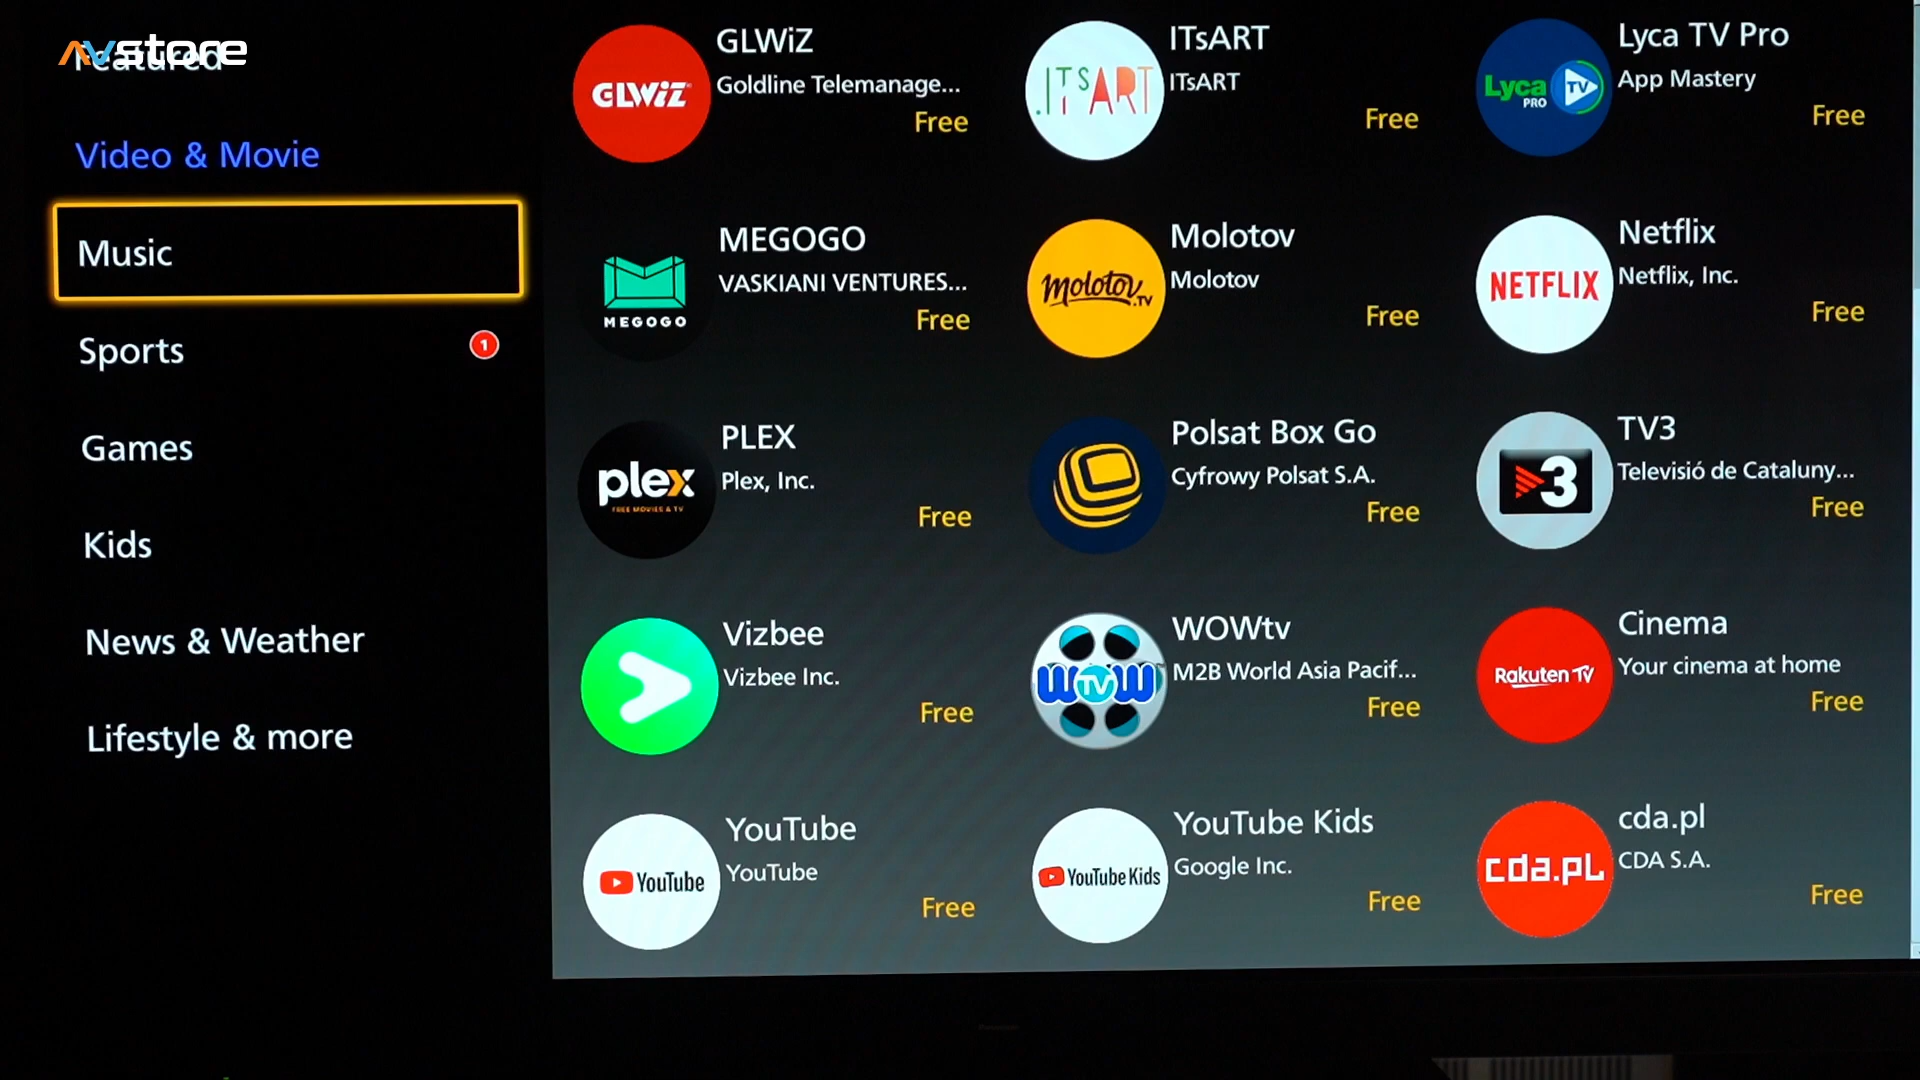 AVstore
Featured
Video & Movie
Music
Sports
1
Games
Kids
News & Weather
Lifestyle & more
GLWiZ
GLWiZ
Goldline Telemanage...
Free
.ITsART
ITsART
ITsART
Free
Lyca TV
PRO
Lyca TV Pro
App Mastery
Free
MEGOGO
MEGOGO
VASKIANI VENTURES...
Free
molotov.tv
Molotov
Molotov
Free
NETFLIX
Netflix
Netflix, Inc.
Free
plex
FREE MOVIES & TV
PLEX
Plex, Inc.
Free
Polsat Box Go
Cyfrowy Polsat S.A.
Free
3
TV3
Televisió de Cataluny...
Free
Vizbee
Vizbee Inc.
Free
WTVW
WOWtv
M2B World Asia Pacif...
Free
Rakuten TV
Cinema
Your cinema at home
Free
YouTube
YouTube
YouTube
Free
YouTube Kids
YouTube Kids
Google Inc.
Free
cda.pl
cda.pl
CDA S.A.
Free